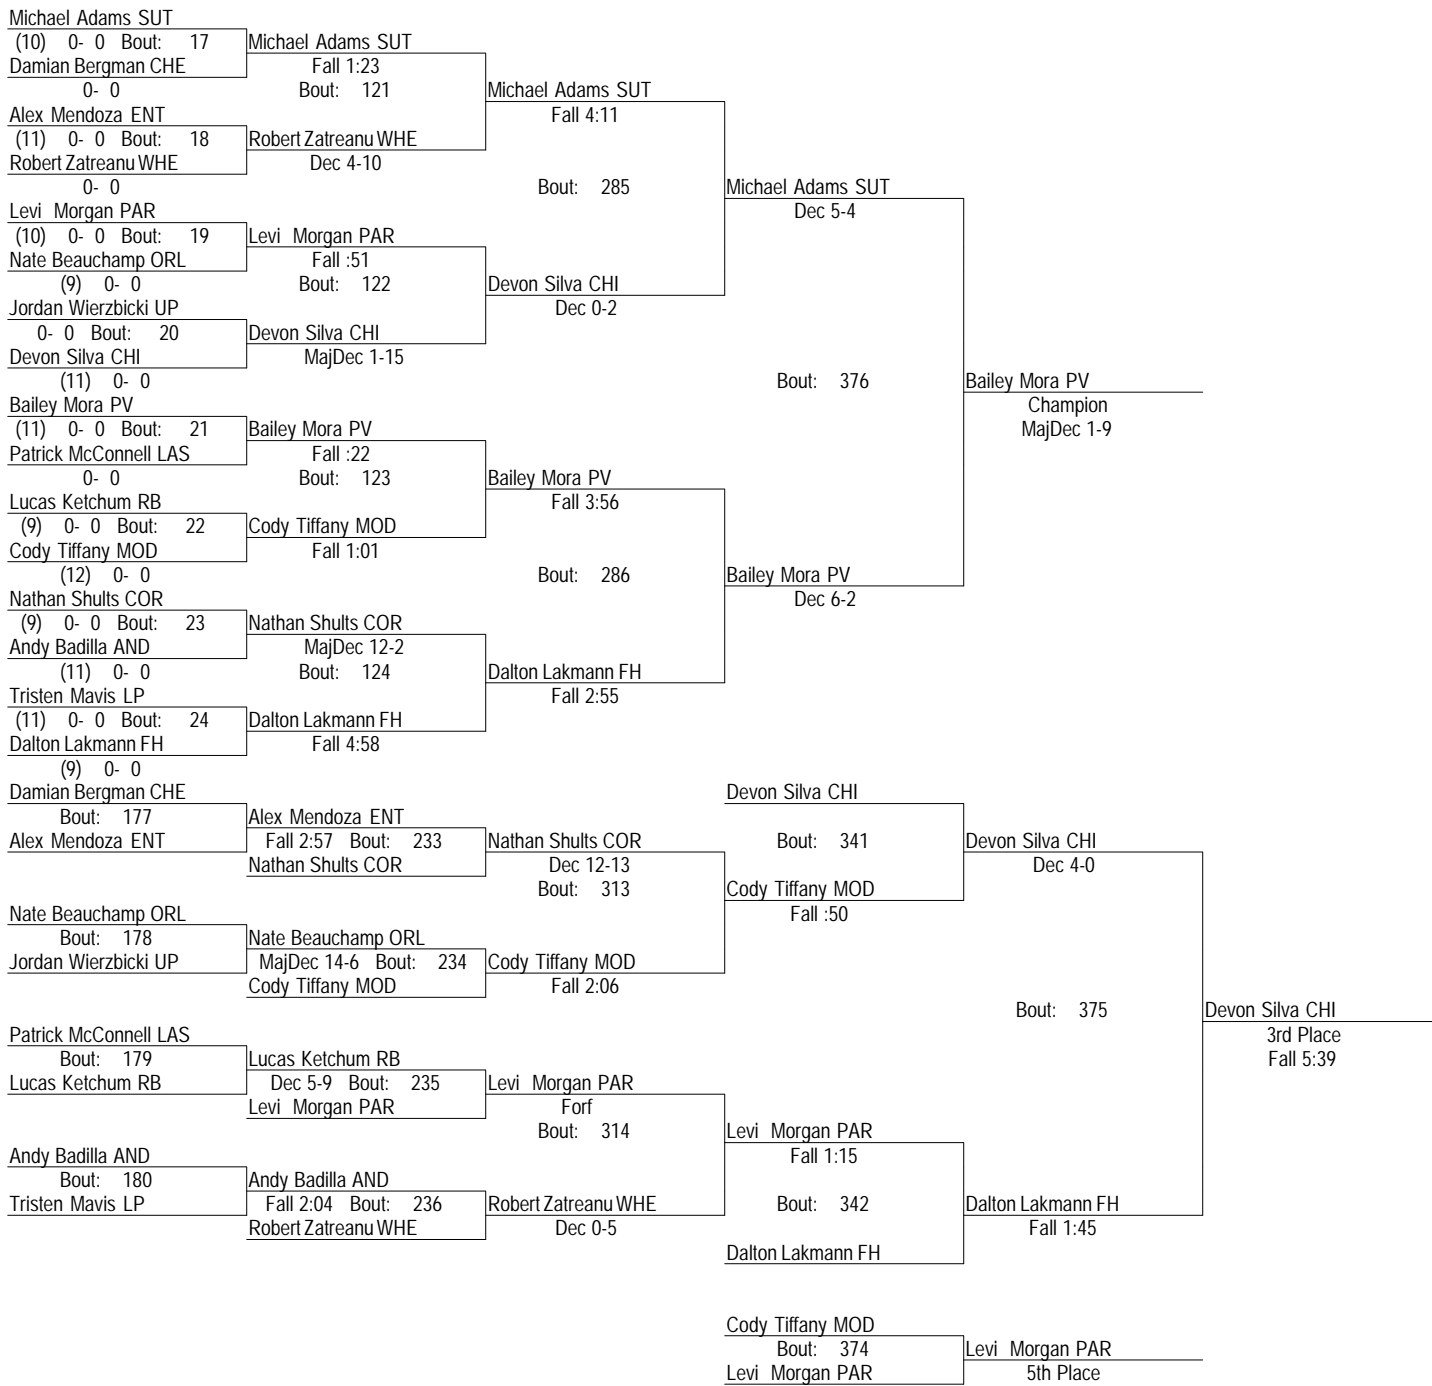 Michael Adams SUT
(10) 0- 0 Bout: 17 Michael Adams SUT
Damian Bergman CHE Fall 1:23
0- 0 Bout: 121 Michael Adams SUT
Alex Mendoza ENT Fall 4:11
(11) 0- 0 Bout: 18 Robert Zatreanu WHE
Robert Zatreanu WHE Dec 4-10
0- 0 Bout: 285 Michael Adams SUT
Levi Morgan PAR Dec 5-4
(10) 0- 0 Bout: 19 Levi Morgan PAR
Nate Beauchamp ORL Fall :51
(9) 0- 0 Bout: 122 Devon Silva CHI
Jordan Wierzbicki UP Dec 0-2
0- 0 Bout: 20 Devon Silva CHI
Devon Silva CHI MajDec 1-15
(11) 0- 0 Bout: 376 Bailey Mora PV
Bailey Mora PV Champion
(11) 0- 0 Bout: 21 Bailey Mora PV MajDec 1-9
Patrick McConnell LAS Fall :22
0- 0 Bout: 123 Bailey Mora PV
Lucas Ketchum RB Fall 3:56
(9) 0- 0 Bout: 22 Cody Tiffany MOD
Cody Tiffany MOD Fall 1:01
(12) 0- 0 Bout: 286 Bailey Mora PV
Nathan Shults COR Dec 6-2
(9) 0- 0 Bout: 23 Nathan Shults COR
Andy Badilla AND MajDec 12-2
(11) 0- 0 Bout: 124 Dalton Lakmann FH
Tristen Mavis LP Fall 2:55
(11) 0- 0 Bout: 24 Dalton Lakmann FH
Dalton Lakmann FH Fall 4:58
(9) 0- 0
Damian Bergman CHE Devon Silva CHI
Bout: 177 Alex Mendoza ENT
Alex Mendoza ENT Fall 2:57 Bout: 233 Nathan Shults COR Bout: 341 Devon Silva CHI
Nathan Shults COR Dec 12-13 Dec 4-0
Bout: 313 Cody Tiffany MOD
Nate Beauchamp ORL Fall :50
Bout: 178 Nate Beauchamp ORL
Jordan Wierzbicki UP MajDec 14-6 Bout: 234 Cody Tiffany MOD
Cody Tiffany MOD Fall 2:06
Bout: 375 Devon Silva CHI
Patrick McConnell LAS 3rd Place
Bout: 179 Lucas Ketchum RB Fall 5:39
Lucas Ketchum RB Dec 5-9 Bout: 235 Levi Morgan PAR
Levi Morgan PAR Forf
Bout: 314 Levi Morgan PAR
Andy Badilla AND Fall 1:15
Bout: 180 Andy Badilla AND
Tristen Mavis LP Fall 2:04 Bout: 236 Robert Zatreanu WHE Bout: 342 Dalton Lakmann FH
Robert Zatreanu WHE Dec 0-5 Fall 1:45
Dalton Lakmann FH
Cody Tiffany MOD
Bout: 374 Levi Morgan PAR
Levi Morgan PAR 5th Place